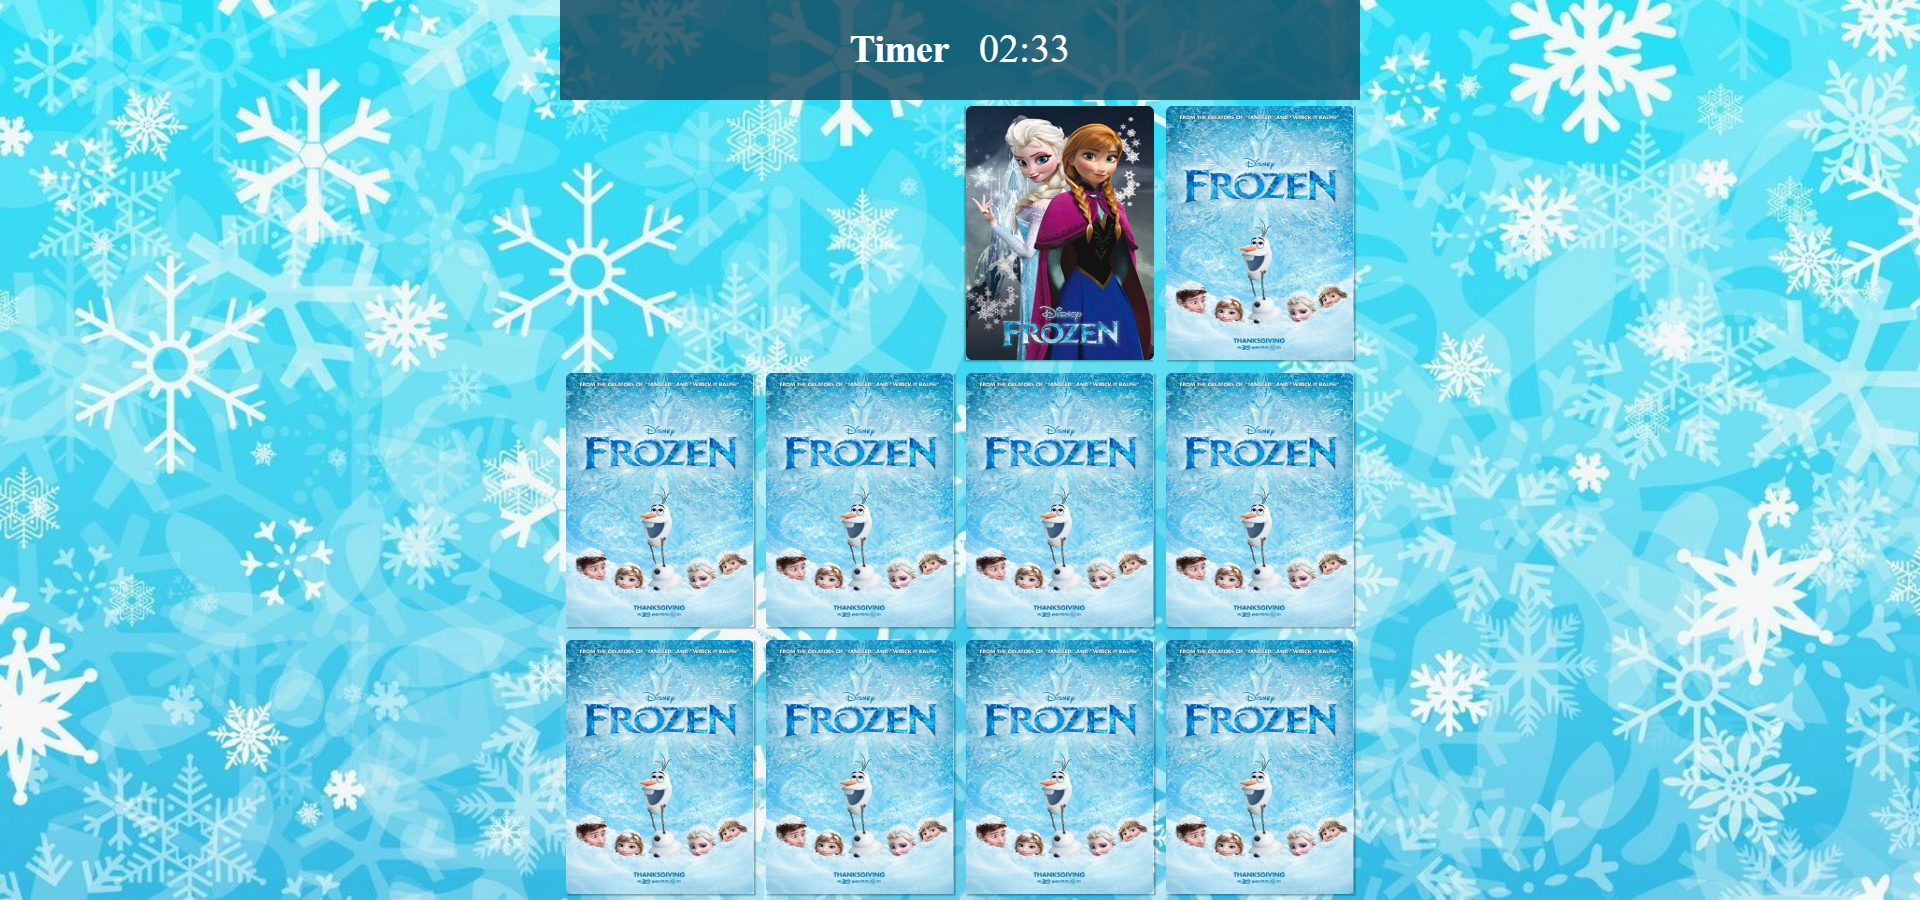 Timer 02:33
Disney
FROZEN
FROM THE CREATORS OF "TANGLED" AND "WRECK-IT RALPH"
Disney
FROZEN
THANKSGIVING
FROM THE CREATORS OF "TANGLED" AND "WRECK-IT RALPH"
Disney
FROZEN
THANKSGIVING
FROM THE CREATORS OF "TANGLED" AND "WRECK-IT RALPH"
Disney
FROZEN
THANKSGIVING
FROM THE CREATORS OF "TANGLED" AND "WRECK-IT RALPH"
Disney
FROZEN
THANKSGIVING
FROM THE CREATORS OF "TANGLED" AND "WRECK-IT RALPH"
Disney
FROZEN
THANKSGIVING
FROM THE CREATORS OF "TANGLED" AND "WRECK-IT RALPH"
Disney
FROZEN
THANKSGIVING
FROM THE CREATORS OF "TANGLED" AND "WRECK-IT RALPH"
Disney
FROZEN
THANKSGIVING
FROM THE CREATORS OF "TANGLED" AND "WRECK-IT RALPH"
Disney
FROZEN
THANKSGIVING
FROM THE CREATORS OF "TANGLED" AND "WRECK-IT RALPH"
Disney
FROZEN
THANKSGIVING